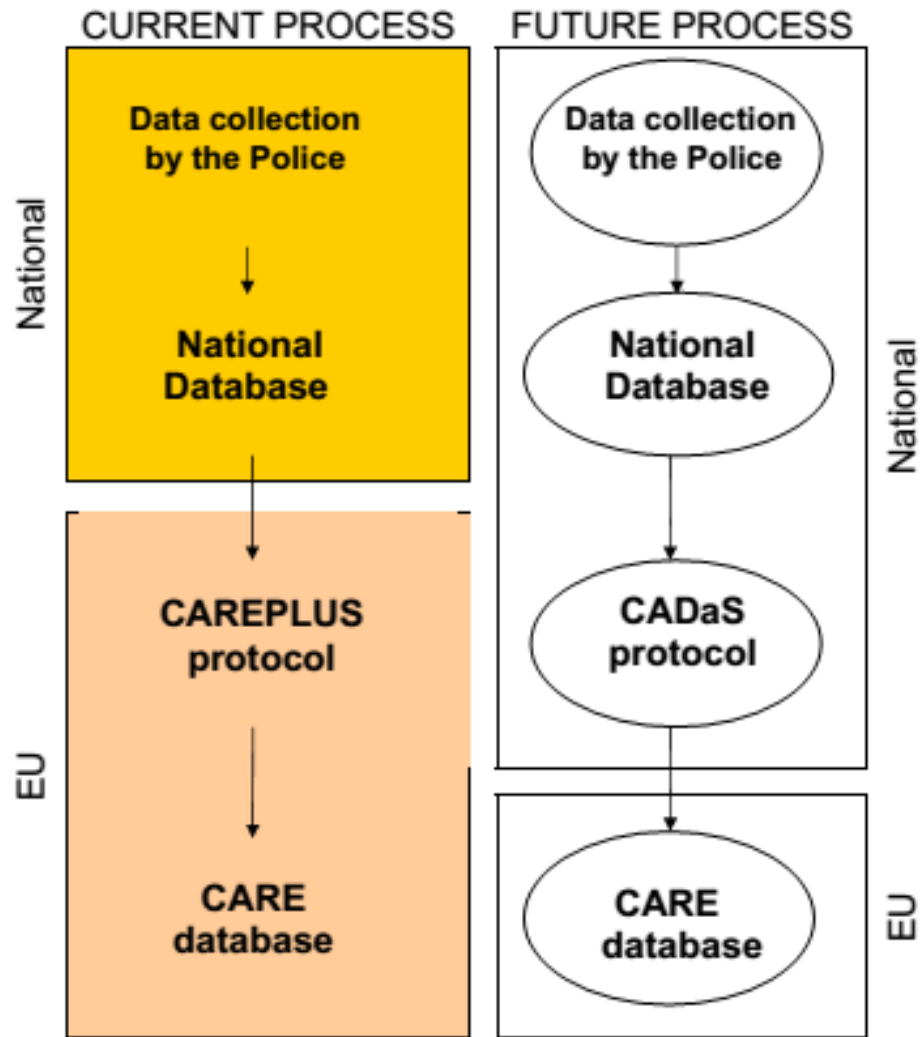 CURRENT PROCESS
Data collection
by the Police
National
Database
National
CAREPLUS
protocol
CARE
database
EU
FUTURE PROCESS
Data collection
by the Police
National
Database
CADaS
protocol
National
CARE
database
EU